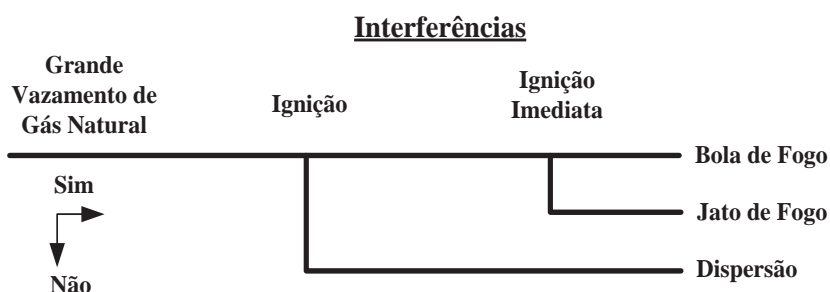 Interferências
Grande
Vazamento de
Gás Natural
Ignição
Ignição
Imediata
Bola de Fogo
Sim
Jato de Fogo
Não
Dispersão